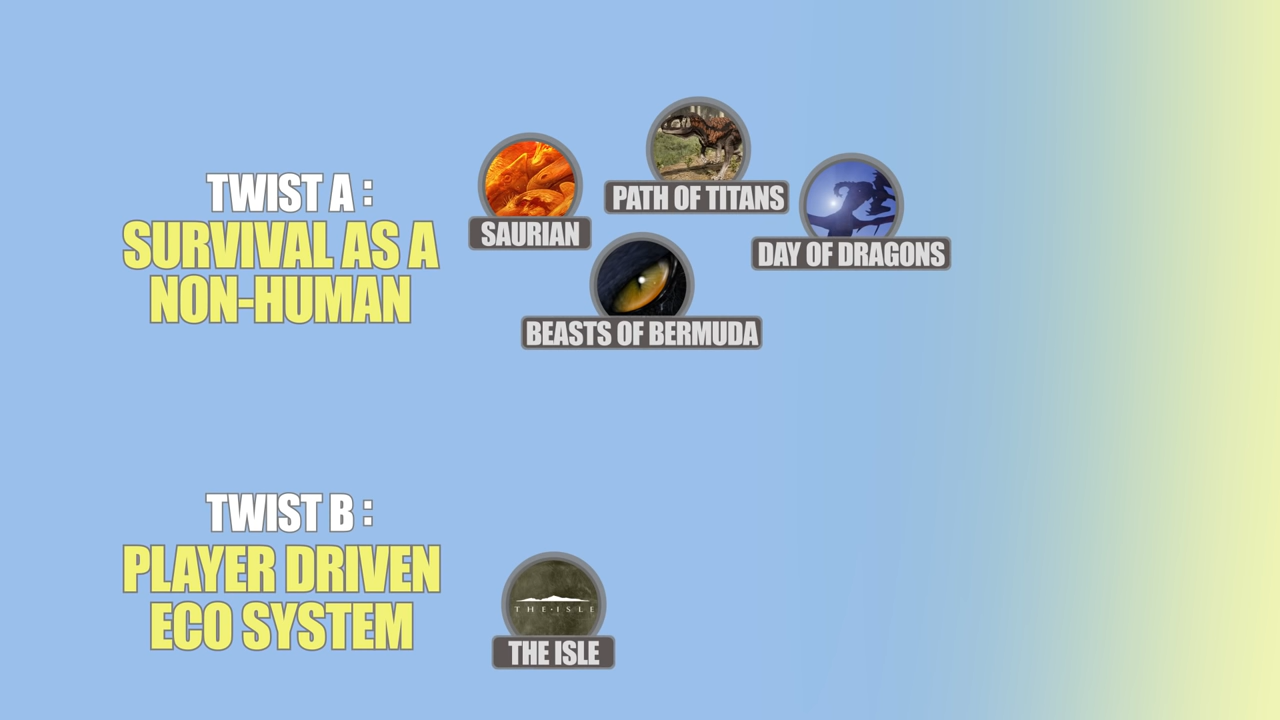 TWIST A :
SURVIVAL AS A
NON-HUMAN
SAURIAN
PATH OF TITANS
DAY OF DRAGONS
BEASTS OF BERMUDA
TWIST B :
PLAYER DRIVEN
ECO SYSTEM
THE·ISLE
THE ISLE